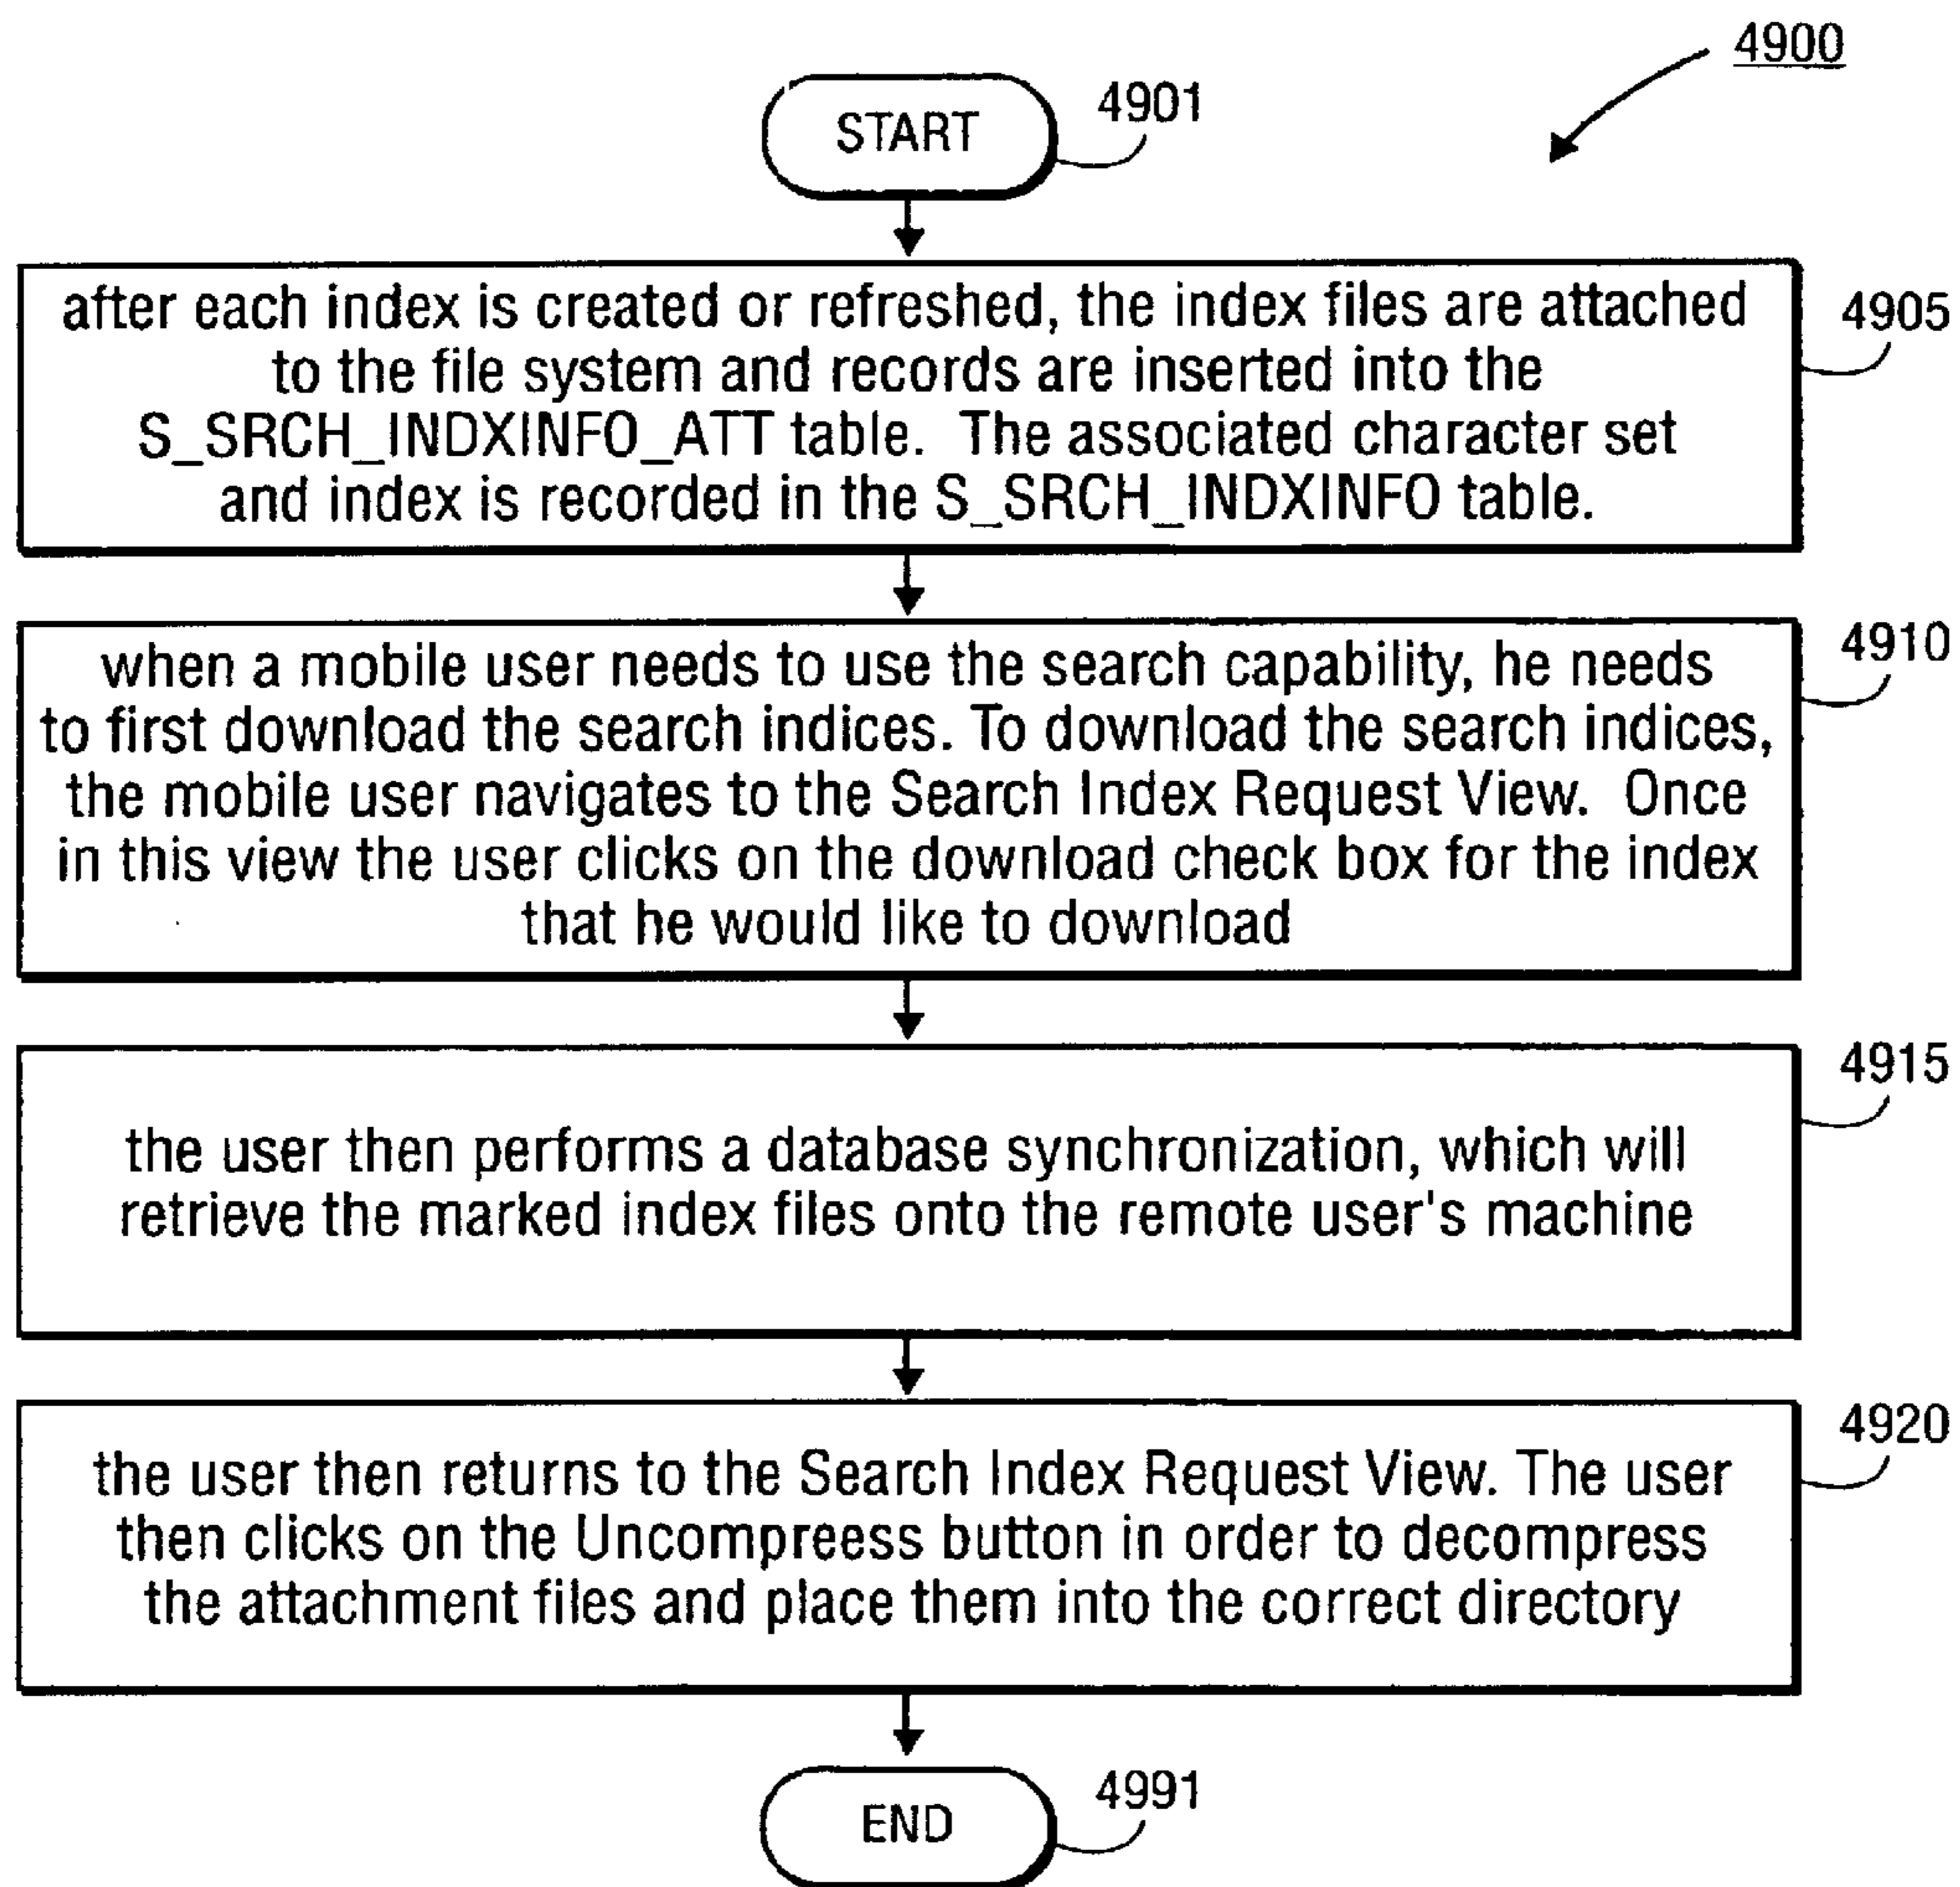 4900
START
4901
after each index is created or refreshed, the index files are attached
to the file system and records are inserted into the
S_SRCH_INDXINFO_ATT table. The associated character set
and index is recorded in the S_SRCH_INDXINFO table.
4905
when a mobile user needs to use the search capability, he needs
to first download the search indices. To download the search indices,
the mobile user navigates to the Search Index Request View. Once
in this view the user clicks on the download check box for the index
that he would like to download
4910
the user then performs a database synchronization, which will
retrieve the marked index files onto the remote user's machine
4915
the user then returns to the Search Index Request View. The user
then clicks on the Uncompreess button in order to decompress
the attachment files and place them into the correct directory
4920
END
4991